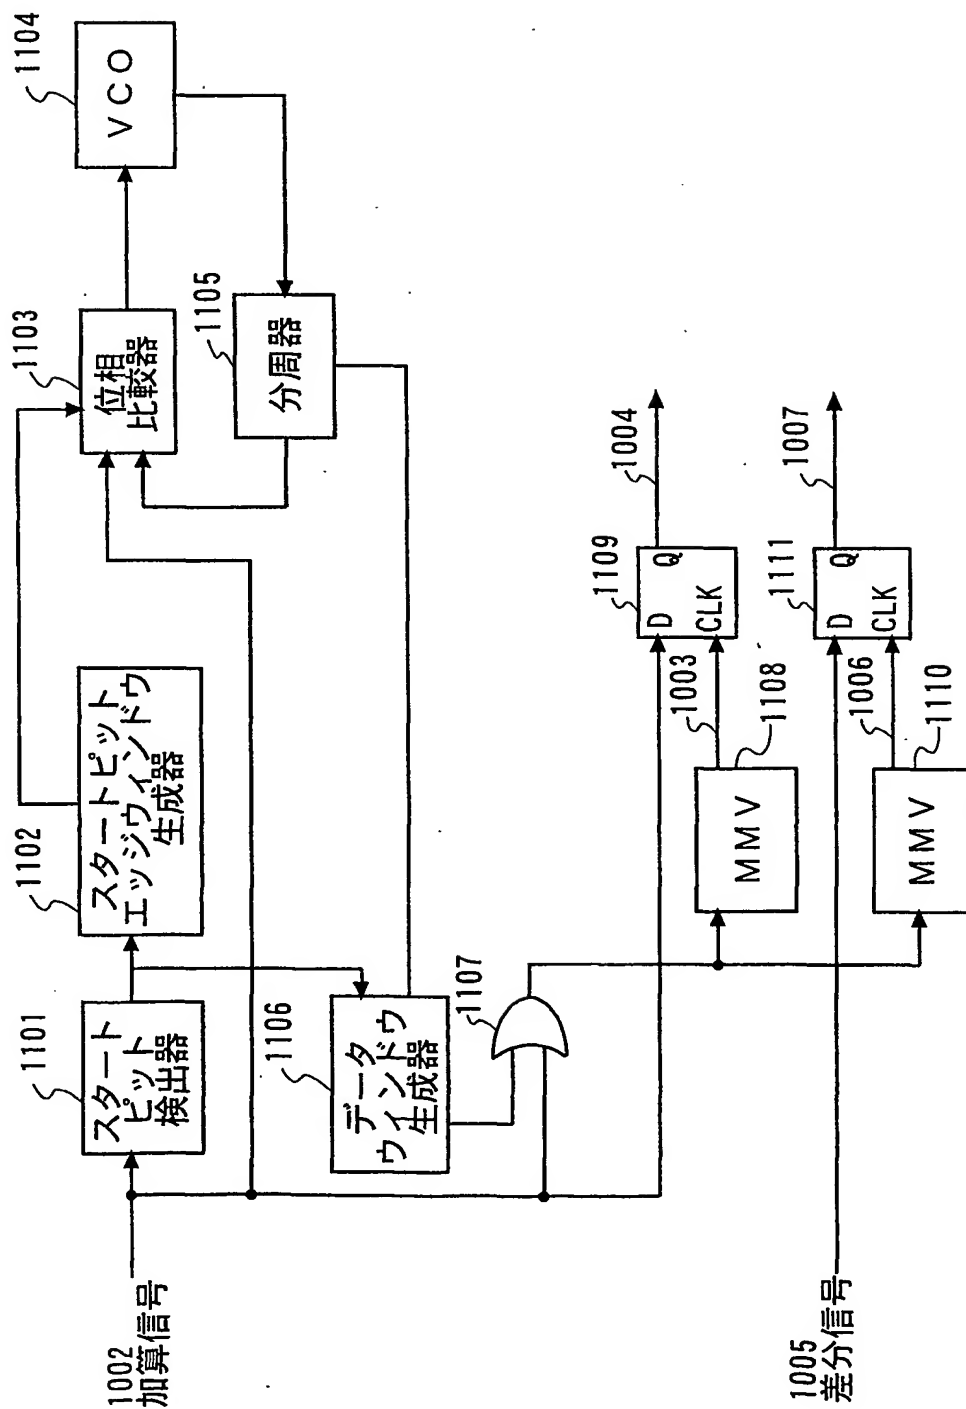 1002
加算信号
1101
スタート
ピット
検出器
1102
スタートピット
エッジウィンドウ
生成器
1103
位相
比較器
1104
VCO
1105
分周器
1106
データ
ウィンドウ
生成器
1107
1109
D
Q
CLK
1004
1003
1108
MMV
1005
差分信号
1111
D
Q
CLK
1007
1006
1110
MMV